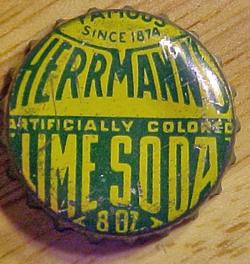 FAMOUS
SINCE 1874
HERRMANN'S
ARTIFICIALLY COLORED
LIME SODA
8 OZ.